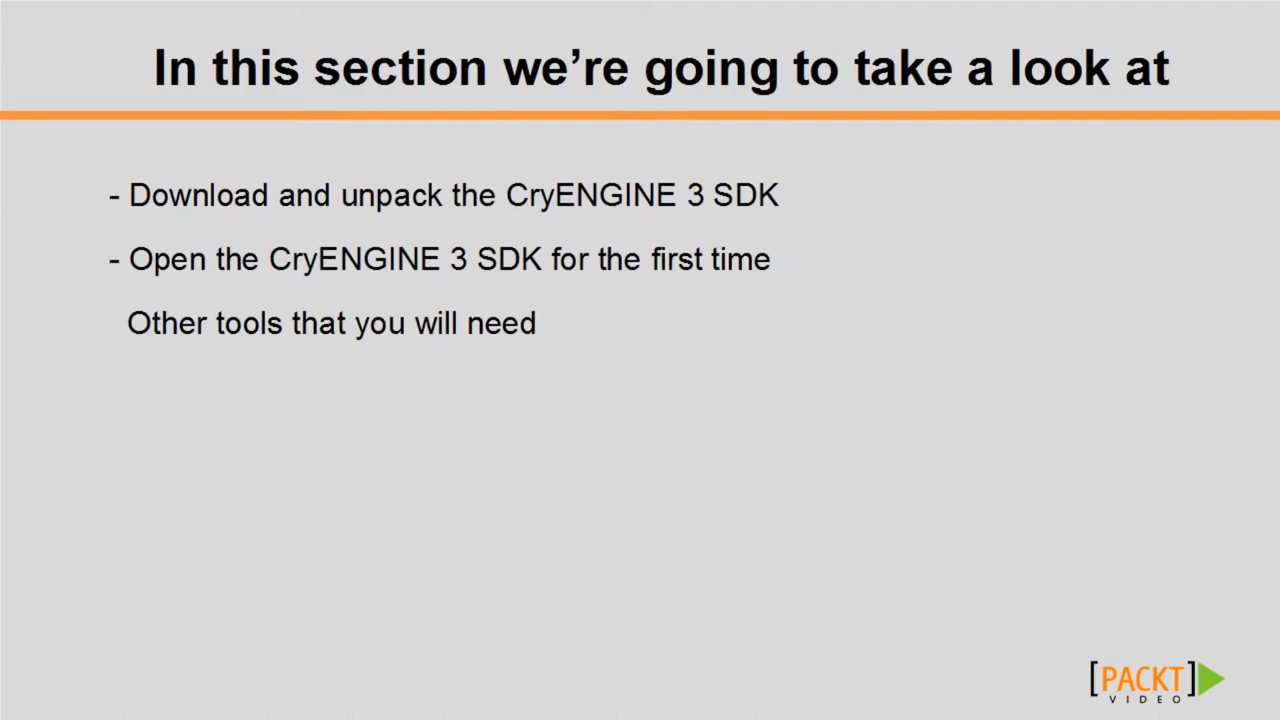 In this section we're going to take a look at
- Download and unpack the CryENGINE 3 SDK
- Open the CryENGINE 3 SDK for the first time
Other tools that you will need
[PACKT]
VIDEO